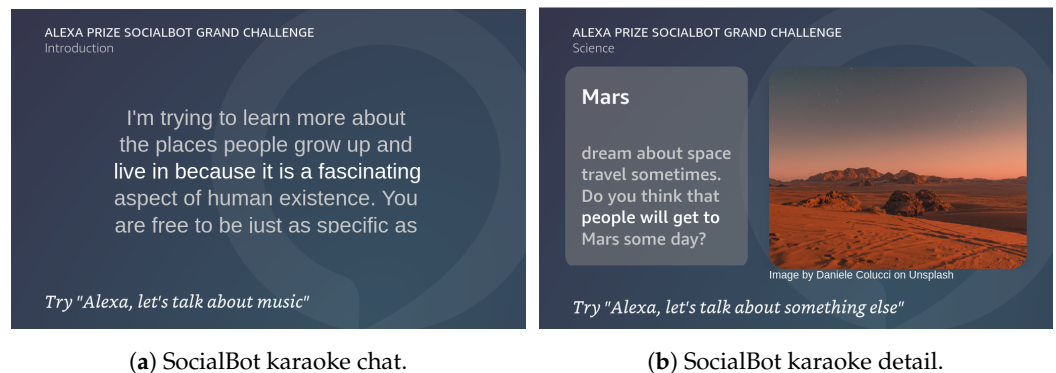 ALEXA PRIZE SOCIALBOT GRAND CHALLENGE
Introduction
I'm trying to learn more about
the places people grow up and
live in because it is a fascinating
aspect of human existence. You
are free to be just as specific as
Try "Alexa, let's talk about music"
(a) SocialBot karaoke chat.
ALEXA PRIZE SOCIALBOT GRAND CHALLENGE
Science
Mars
dream about space
travel sometimes.
Do you think that
people will get to
Mars some day?
Image by Daniele Colucci on Unsplash
Try "Alexa, let's talk about something else"
(b) SocialBot karaoke detail.